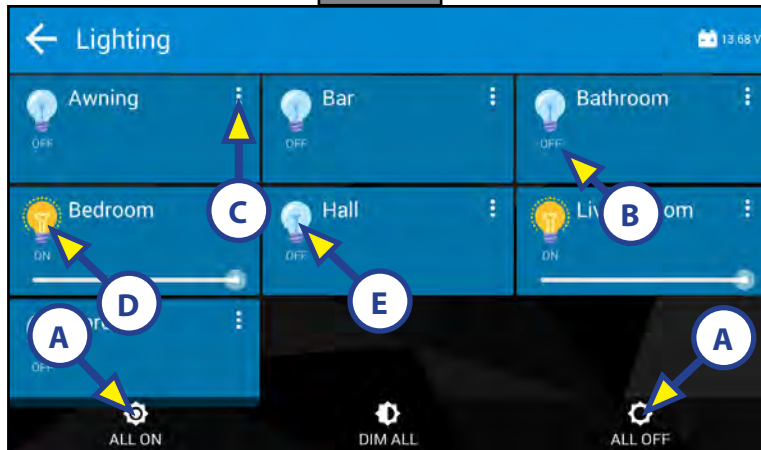 Lighting
13.68 V
Awning
OFF
Bar
OFF
Bathroom
OFF
C
B
Bedroom
ON
Hall
OFF
ON
D
E
A
A
OFF
ALL ON
DIM ALL
ALL OFF